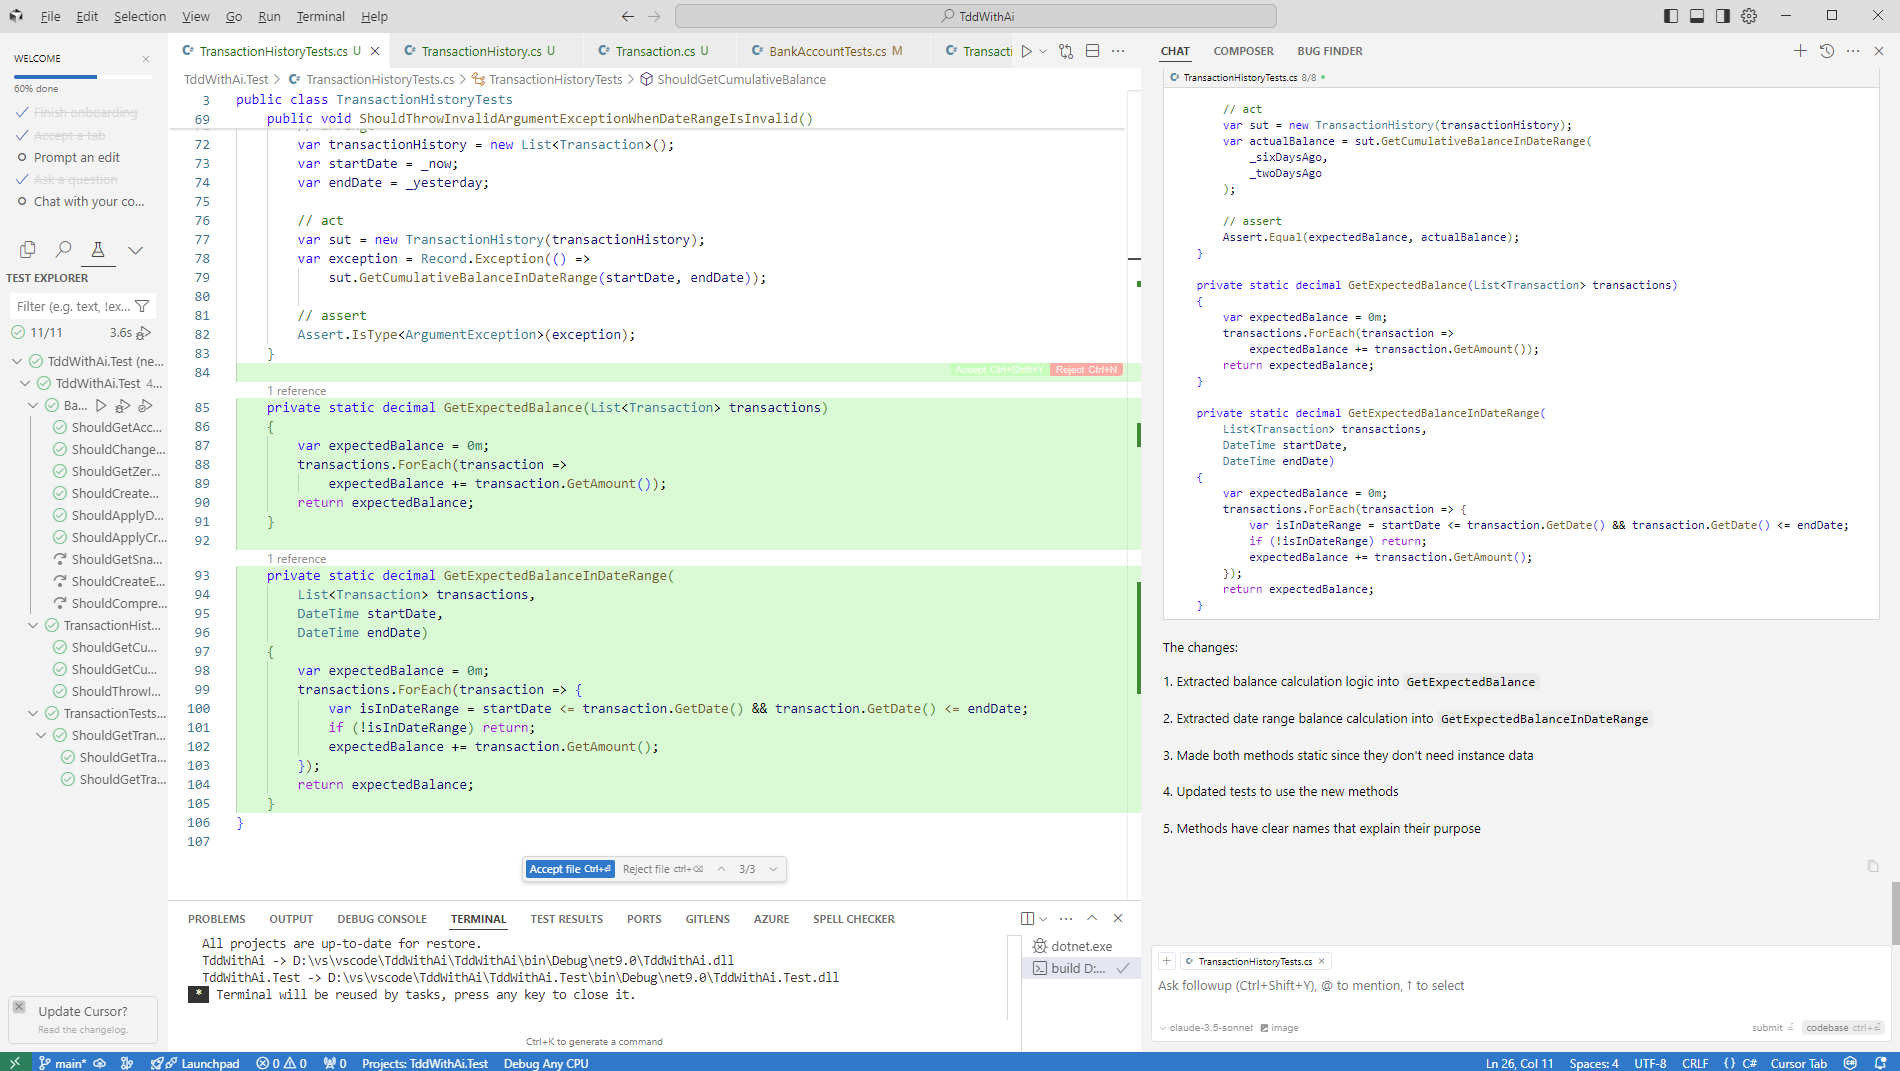 File Edit Selection View Go Run Terminal Help
TddWithAi
WELCOME
60% done
Finish onboarding
Accept a tab
Prompt an edit
Ask a question
Chat with your co...
TEST EXPLORER
Filter (e.g. text, !ex...
11/11 3.6s
TddWithAi.Test (ne...
TddWithAi.Test 4...
Ba...
ShouldGetAcc...
ShouldChange...
ShouldGetZer...
ShouldCreate...
ShouldApplyD...
ShouldApplyCr...
ShouldGetSna...
ShouldCreateE...
ShouldCompre...
TransactionHist...
ShouldGetCu...
ShouldGetCu...
ShouldThrowI...
TransactionTests...
ShouldGetTran...
ShouldGetTra...
ShouldGetTra...
Update Cursor?
Read the changelog.
TransactionHistoryTests.cs U
TransactionHistory.cs U
Transaction.cs U
BankAccountTests.cs M
Transacti
TddWithAi.Test > TransactionHistoryTests.cs > TransactionHistoryTests > ShouldGetCumulativeBalance
3 public class TransactionHistoryTests
69 public void ShouldThrowInvalidArgumentExceptionWhenDateRangeIsInvalid()
72 var transactionHistory = new List<Transaction>();
73 var startDate = _now;
74 var endDate = _yesterday;
75
76 // act
77 var sut = new TransactionHistory(transactionHistory);
78 var exception = Record.Exception(() =>
79 sut.GetCumulativeBalanceInDateRange(startDate, endDate));
80
81 // assert
82 Assert.IsType<ArgumentException>(exception);
83 }
84 Accept Ctrl+Shift+Y Reject Ctrl+N
1 reference
85 private static decimal GetExpectedBalance(List<Transaction> transactions)
86 {
87 var expectedBalance = 0m;
88 transactions.ForEach(transaction =>
89 expectedBalance += transaction.GetAmount());
90 return expectedBalance;
91 }
92
1 reference
93 private static decimal GetExpectedBalanceInDateRange(
94 List<Transaction> transactions,
95 DateTime startDate,
96 DateTime endDate)
97 {
98 var expectedBalance = 0m;
99 transactions.ForEach(transaction => {
100 var isInDateRange = startDate <= transaction.GetDate() && transaction.GetDate() <= endDate;
101 if (!isInDateRange) return;
102 expectedBalance += transaction.GetAmount();
103 });
104 return expectedBalance;
105 }
106 }
107
Accept file Ctrl+⏎ Reject file ctrl+⌫ 3/3
PROBLEMS OUTPUT DEBUG CONSOLE TERMINAL TEST RESULTS PORTS GITLENS AZURE SPELL CHECKER
All projects are up-to-date for restore.
TddWithAi -> D:\vs\vscode\TddWithAi\TddWithAi\bin\Debug\net9.0\TddWithAi.dll
TddWithAi.Test -> D:\vs\vscode\TddWithAi\TddWithAi.Test\bin\Debug\net9.0\TddWithAi.Test.dll
* Terminal will be reused by tasks, press any key to close it.
Ctrl+K to generate a command
dotnet.exe
build D:...
CHAT COMPOSER BUG FINDER
TransactionHistoryTests.cs 8/8
// act
var sut = new TransactionHistory(transactionHistory);
var actualBalance = sut.GetCumulativeBalanceInDateRange(
_sixDaysAgo,
_twoDaysAgo
);
// assert
Assert.Equal(expectedBalance, actualBalance);
}
private static decimal GetExpectedBalance(List<Transaction> transactions)
{
var expectedBalance = 0m;
transactions.ForEach(transaction =>
expectedBalance += transaction.GetAmount());
return expectedBalance;
}
private static decimal GetExpectedBalanceInDateRange(
List<Transaction> transactions,
DateTime startDate,
DateTime endDate)
{
var expectedBalance = 0m;
transactions.ForEach(transaction => {
var isInDateRange = startDate <= transaction.GetDate() && transaction.GetDate() <= endDate;
if (!isInDateRange) return;
expectedBalance += transaction.GetAmount();
});
return expectedBalance;
}
The changes:
1. Extracted balance calculation logic into GetExpectedBalance
2. Extracted date range balance calculation into GetExpectedBalanceInDateRange
3. Made both methods static since they don't need instance data
4. Updated tests to use the new methods
5. Methods have clear names that explain their purpose
TransactionHistoryTests.cs
Ask followup (Ctrl+Shift+Y), @ to mention, ↑ to select
claude-3.5-sonnet image submit ⏎ codebase ctrl+⏎
main* Launchpad 0 0 0 Projects: TddWithAi.Test Debug Any CPU Ln 26, Col 11 Spaces: 4 UTF-8 CRLF {} C# Cursor Tab